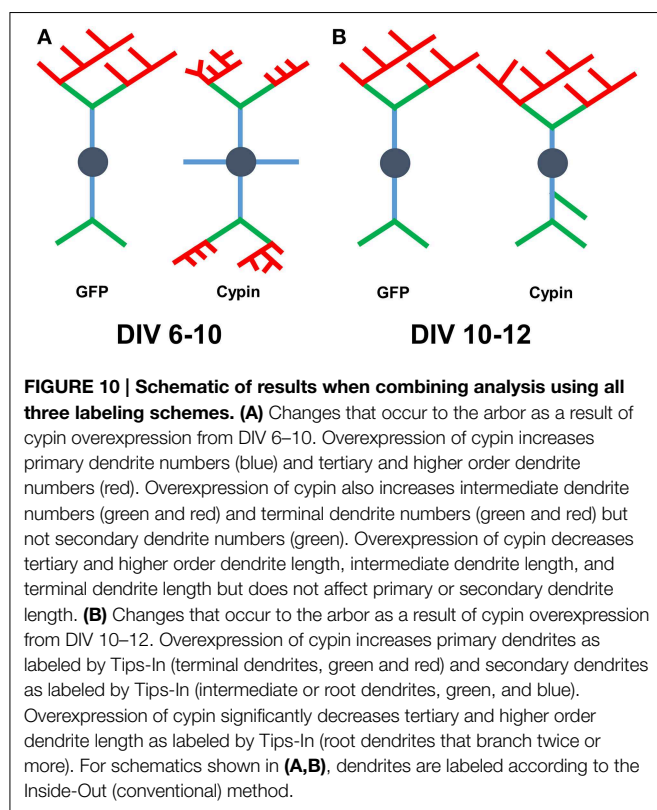 A
B
GFP
Cypin
GFP
Cypin
DIV 6-10
DIV 10-12
FIGURE 10 | Schematic of results when combining analysis using all
three labeling schemes. (A) Changes that occur to the arbor as a result of
cypin overexpression from DIV 6–10. Overexpression of cypin increases
primary dendrite numbers (blue) and tertiary and higher order dendrite
numbers (red). Overexpression of cypin also increases intermediate dendrite
numbers (green and red) and terminal dendrite numbers (green and red) but
not secondary dendrite numbers (green). Overexpression of cypin decreases
tertiary and higher order dendrite length, intermediate dendrite length, and
terminal dendrite length but does not affect primary or secondary dendrite
length. (B) Changes that occur to the arbor as a result of cypin overexpression
from DIV 10–12. Overexpression of cypin increases primary dendrites as
labeled by Tips-In (terminal dendrites, green and red) and secondary dendrites
as labeled by Tips-In (intermediate or root dendrites, green, and blue).
Overexpression of cypin significantly decreases tertiary and higher order
dendrite length as labeled by Tips-In (root dendrites that branch twice or
more). For schematics shown in (A,B), dendrites are labeled according to the
Inside-Out (conventional) method.